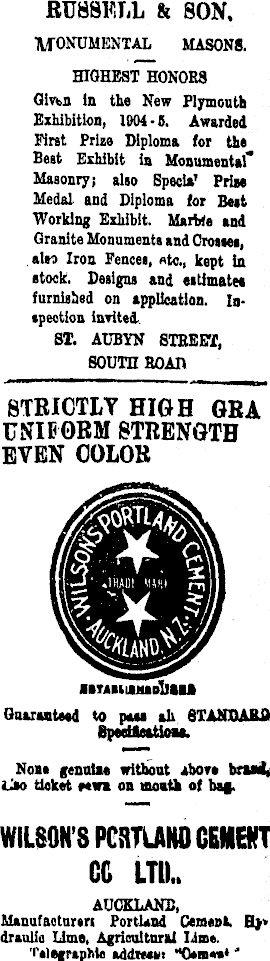 RUSSELL & SON,
MONUMENTAL MASONS.
HIGHEST HONORS
Given in the New Plymouth
Exhibition, 1904-5. Awarded
First Prize Diploma for the
Best Exhibit in Monumental
Masonry; also Special Prize
Medal and Diploma for Best
Working Exhibit. Marble and
Granite Monuments and Crosses,
also Iron Fences, etc., kept in
stock. Designs and estimates
furnished on application. In-
spection invited.
ST. AUBYN STREET,
SOUTH ROAD
STRICTLY HIGH GRA
UNIFORM STRENGTH
EVEN COLOR
WILSON'S PORTLAND CEMENT
TRADE MARK
AUCKLAND, N.Z.
ESTABLISHED
Guaranteed to pass all STANDARD
Specifications.
None genuine without above brand,
also ticket sewn on mouth of bag.
WILSON'S PORTLAND CEMENT
CO LTD.,
AUCKLAND,
Manufacturers Portland Cement, Hy-
draulic Lime, Agricultural Lime.
Telegraphic address: "Cement"